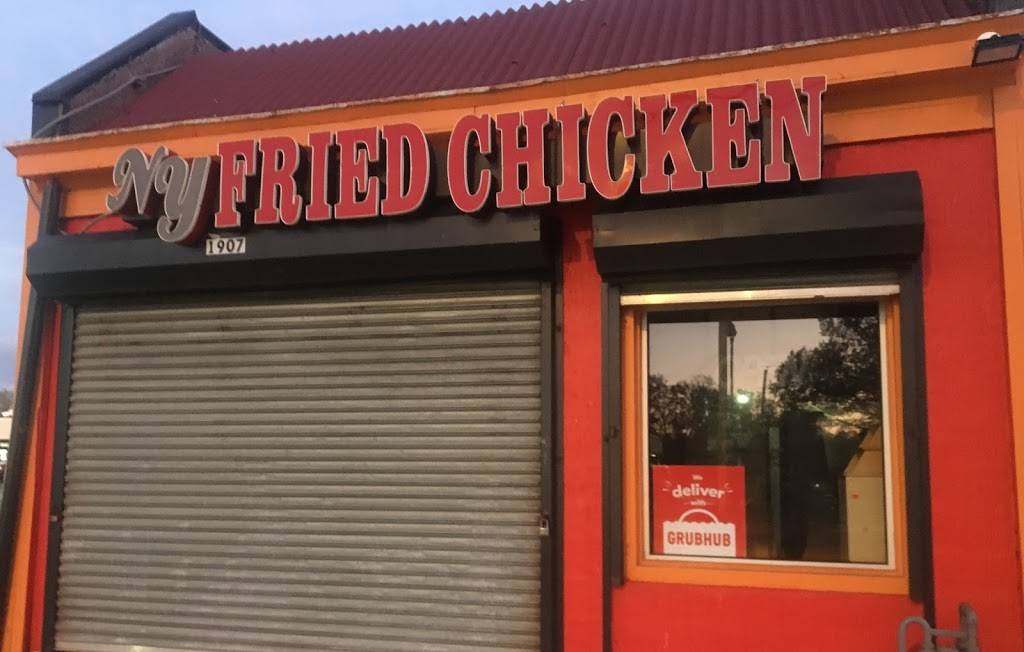 Ny FRIED CHICKEN
1907
We
deliver
with
GRUBHUB